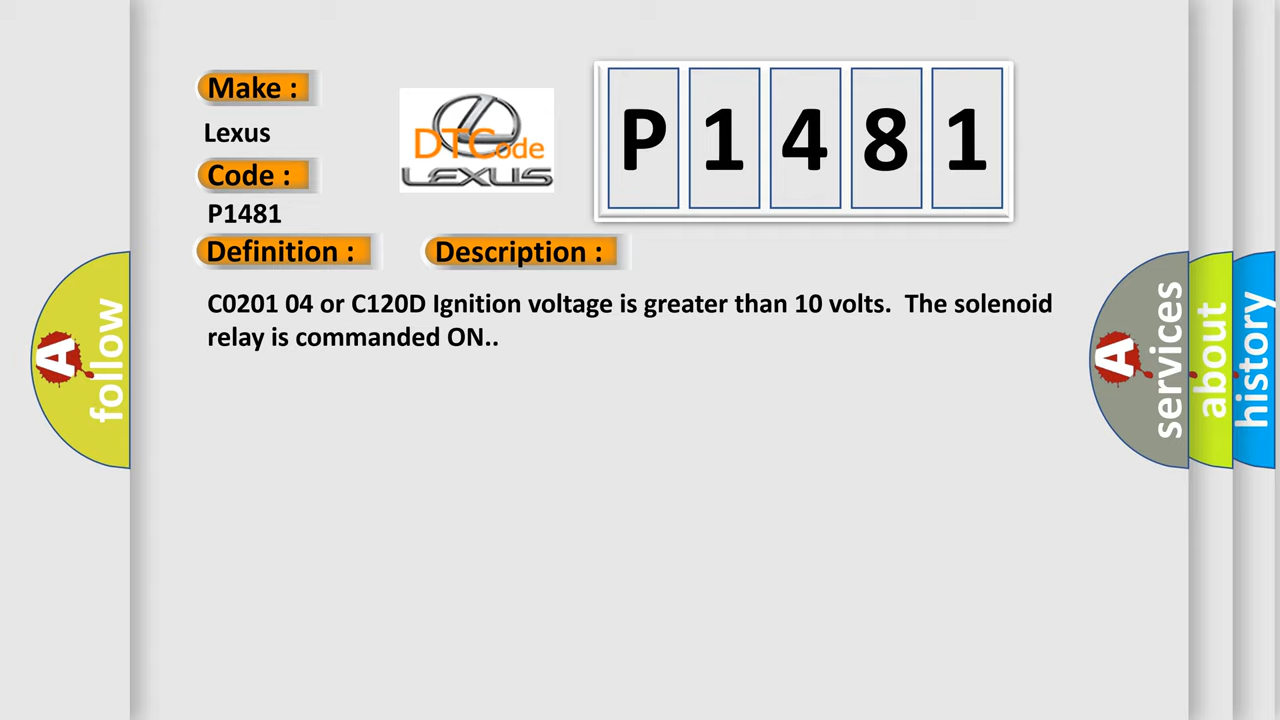 Make :
Lexus
Code :
P1481
Definition :
Description :
C0201 04 or C120D Ignition voltage is greater than 10 volts  The solenoid
relay is commanded ON..
DTCode
LEXUS
P 1 4 8 1
A follow
A services
about
history